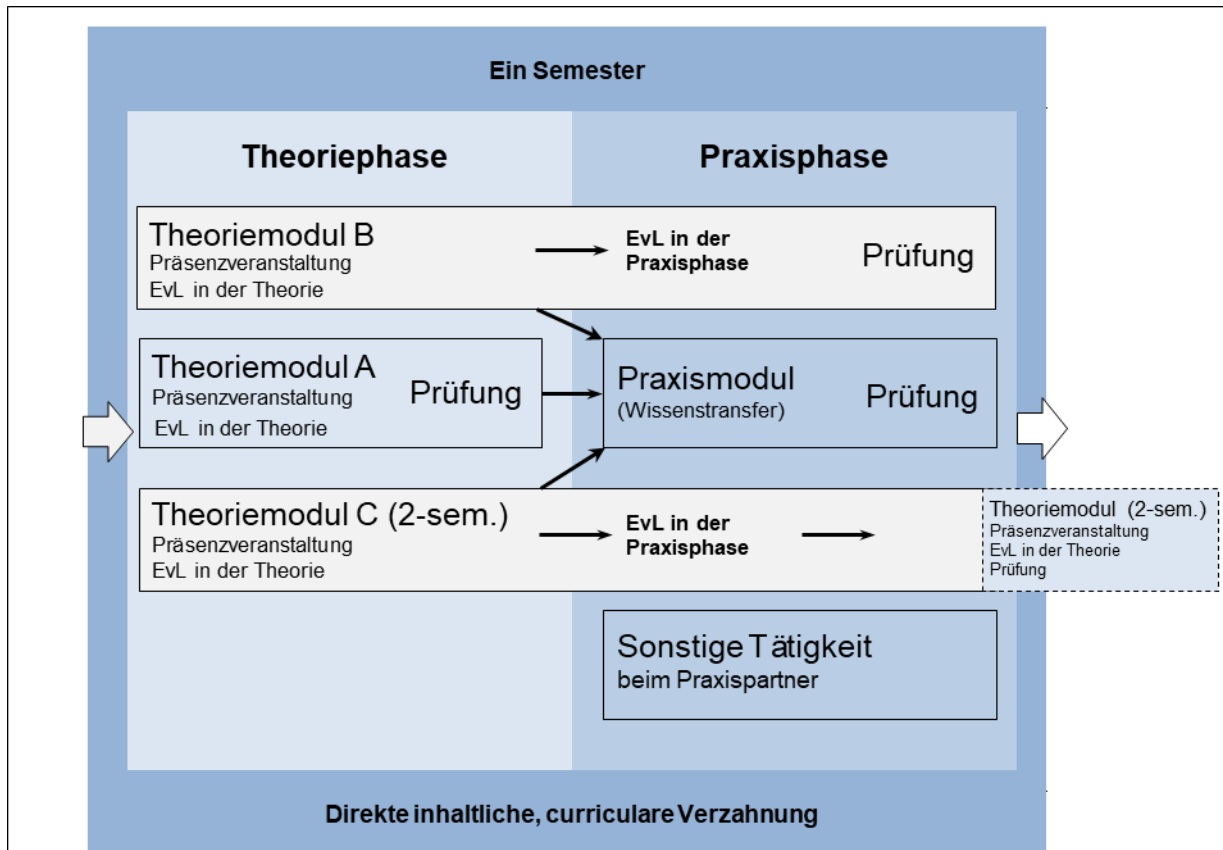 Ein Semester
Theoriephase
Praxisphase
Theoriemodul B
Präsenzveranstaltung
EvL in der Theorie
EvL in der
Praxisphase
Prüfung
Theoriemodul A
Präsenzveranstaltung
EvL in der Theorie
Prüfung
Praxismodul
(Wissenstransfer)
Prüfung
Theoriemodul C (2-sem.)
Präsenzveranstaltung
EvL in der Theorie
EvL in der
Praxisphase
Theoriemodul (2-sem.)
Präsenzveranstaltung
EvL in der Theorie
Prüfung
Sonstige Tätigkeit
beim Praxispartner
Direkte inhaltliche, curriculare Verzahnung